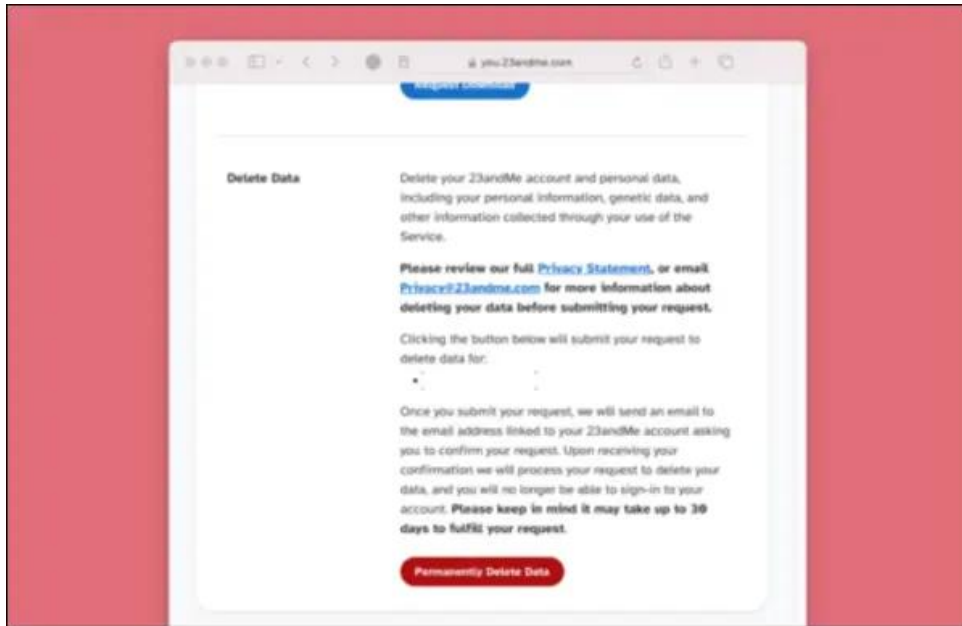 you.23andme.com
Request Download
Delete Data
Delete your 23andMe account and personal data,
including your personal information, genetic data, and
other information collected through your use of the
Service.
Please review our full Privacy Statement, or email
Privacy@23andme.com for more information about
deleting your data before submitting your request.
Clicking the button below will submit your request to
delete data for:
•
Once you submit your request, we will send an email to
the email address linked to your 23andMe account asking
you to confirm your request. Upon receiving your
confirmation we will process your request to delete your
data, and you will no longer be able to sign-in to your
account. Please keep in mind it may take up to 30
days to fulfill your request.
Permanently Delete Data